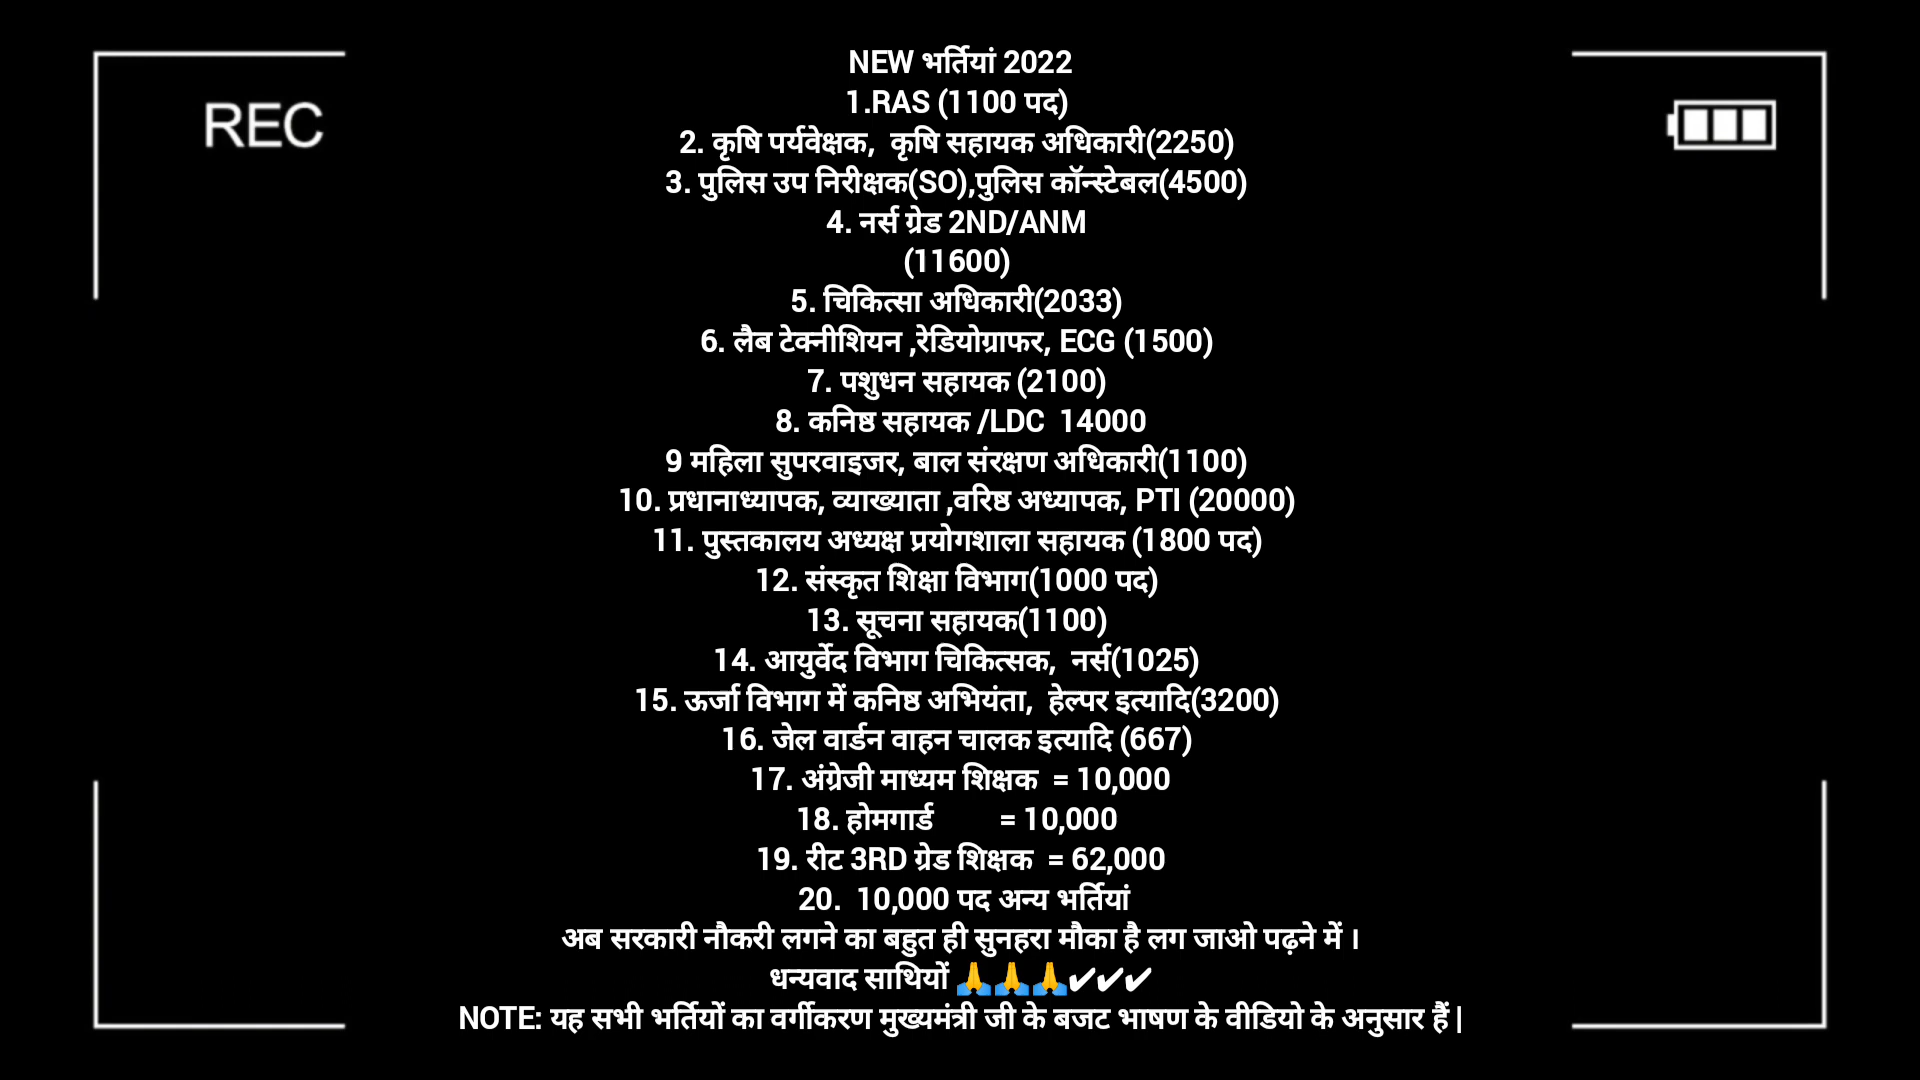 NEW भर्तियां 2022
REC
1.RAS (1100 पद)
2. कृषि पर्यवेक्षक,  कृषि सहायक अधिकारी(2250)
3. पुलिस उप निरीक्षक(SO),पुलिस कॉन्स्टेबल(4500)
4. नर्स ग्रेड 2ND/ANM
(11600)
5. चिकित्सा अधिकारी(2033)
6. लैब टेक्नीशियन ,रेडियोग्राफर, ECG (1500)
7. पशुधन सहायक (2100)
8. कनिष्ठ सहायक /LDC  14000
9 महिला सुपरवाइजर, बाल संरक्षण अधिकारी(1100)
10. प्रधानाध्यापक, व्याख्याता ,वरिष्ठ अध्यापक, PTI (20000)
11. पुस्तकालय अध्यक्ष प्रयोगशाला सहायक (1800 पद)
12. संस्कृत शिक्षा विभाग(1000 पद)
13. सूचना सहायक(1100)
14. आयुर्वेद विभाग चिकित्सक,  नर्स(1025)
15. ऊर्जा विभाग में कनिष्ठ अभियंता,  हेल्पर इत्यादि(3200)
16. जेल वार्डन वाहन चालक इत्यादि (667)
17. अंग्रेजी माध्यम शिक्षक  = 10,000
18. होमगार्ड         = 10,000
19. रीट 3RD ग्रेड शिक्षक  = 62,000
20.  10,000 पद अन्य भर्तियां
अब सरकारी नौकरी लगने का बहुत ही सुनहरा मौका है लग जाओ पढ़ने में ।
धन्यवाद साथियों 🙏🙏🙏✔✔✔
NOTE: यह सभी भर्तियों का वर्गीकरण मुख्यमंत्री जी के बजट भाषण के वीडियो के अनुसार हैं |